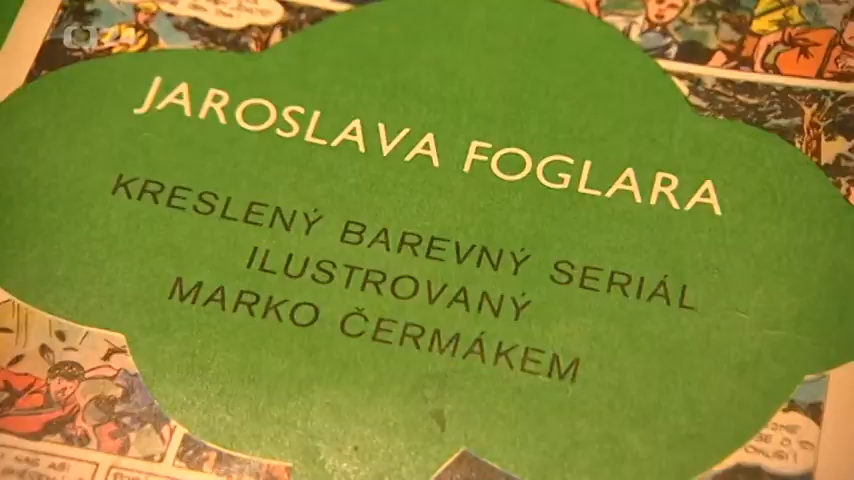 JAROSLAVA FOGLARA
KRESLENÝ BAREVNÝ SERIÁL
ILUSTROVANÝ
MARKO ČERMÁKEM